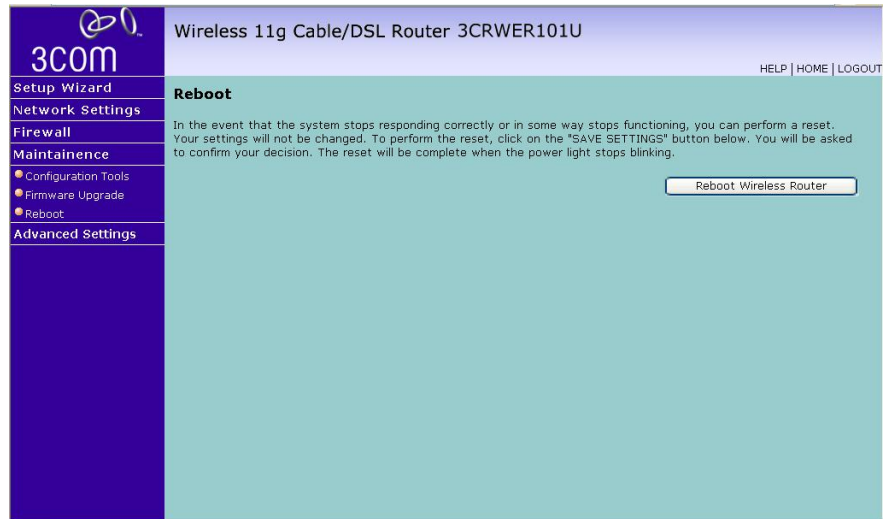 3COM
Wireless 11g Cable/DSL Router 3CRWER101U
HELP | HOME | LOGOUT
Setup Wizard
Network Settings
Firewall
Maintainence
Configuration Tools
Firmware Upgrade
Reboot
Advanced Settings
Reboot
In the event that the system stops responding correctly or in some way stops functioning, you can perform a reset.
Your settings will not be changed. To perform the reset, click on the "SAVE SETTINGS" button below. You will be asked
to confirm your decision. The reset will be complete when the power light stops blinking.
Reboot Wireless Router